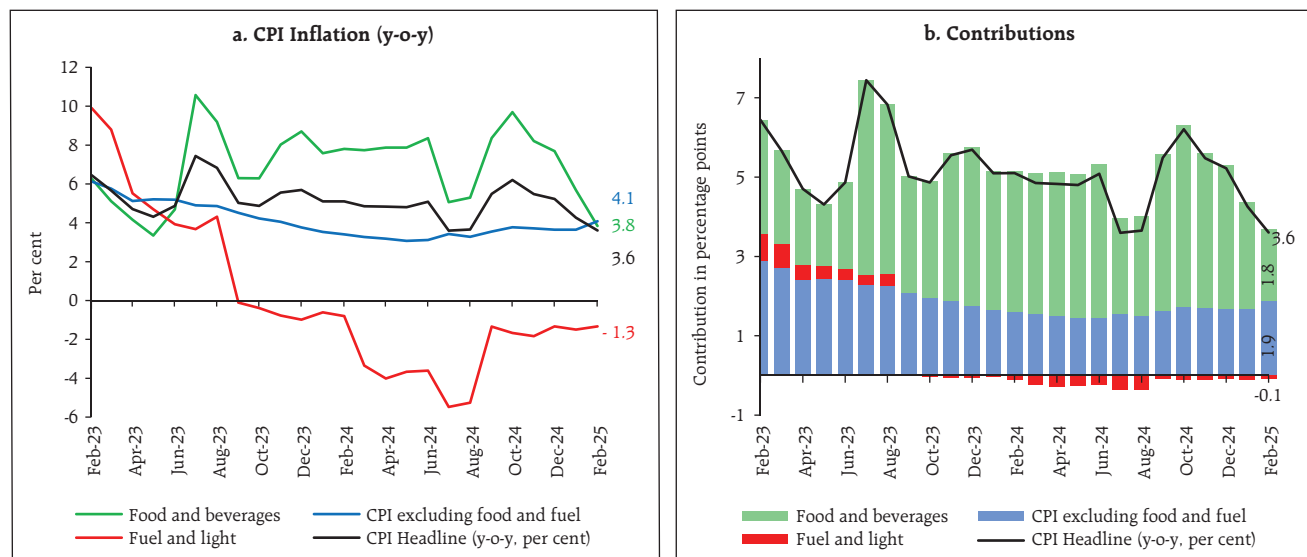 a. CPI Inflation (y-o-y)
Per cent
12
10
8
6
4
2
0
-2
-4
-6
4.1
3.8
3.6
- 1.3
Feb-23
Apr-23
Jun-23
Aug-23
Oct-23
Dec-23
Feb-24
Apr-24
Jun-24
Aug-24
Oct-24
Dec-24
Feb-25
Food and beverages
CPI excluding food and fuel
Fuel and light
CPI Headline (y-o-y, per cent)
b. Contributions
Contribution in percentage points
7
5
3
1
-1
3.6
1.8
1.9
-0.1
Feb-23
Apr-23
Jun-23
Aug-23
Oct-23
Dec-23
Feb-24
Apr-24
Jun-24
Aug-24
Oct-24
Dec-24
Feb-25
Food and beverages
CPI excluding food and fuel
Fuel and light
CPI Headline (y-o-y, per cent)